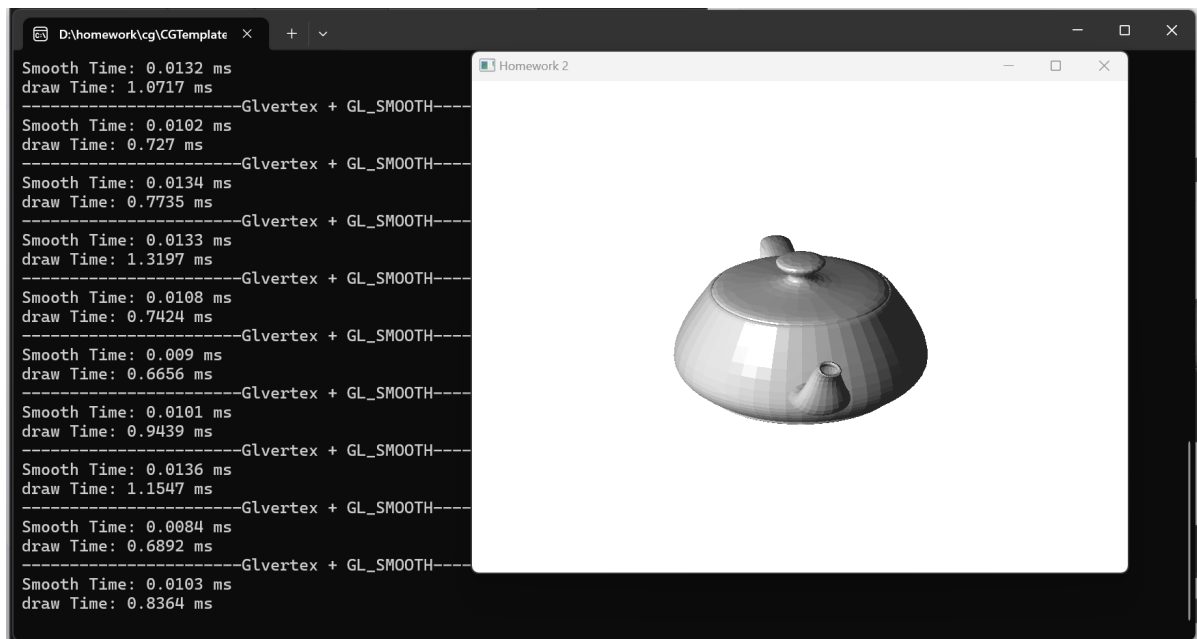 D:\homework\cg\CGTemplate
Smooth Time: 0.0132 ms
draw Time: 1.0717 ms
-----------------------Glvertex + GL_SMOOTH----
Smooth Time: 0.0102 ms
draw Time: 0.727 ms
-----------------------Glvertex + GL_SMOOTH----
Smooth Time: 0.0134 ms
draw Time: 0.7735 ms
-----------------------Glvertex + GL_SMOOTH----
Smooth Time: 0.0133 ms
draw Time: 1.3197 ms
-----------------------Glvertex + GL_SMOOTH----
Smooth Time: 0.0108 ms
draw Time: 0.7424 ms
-----------------------Glvertex + GL_SMOOTH----
Smooth Time: 0.009 ms
draw Time: 0.6656 ms
-----------------------Glvertex + GL_SMOOTH----
Smooth Time: 0.0101 ms
draw Time: 0.9439 ms
-----------------------Glvertex + GL_SMOOTH----
Smooth Time: 0.0136 ms
draw Time: 1.1547 ms
-----------------------Glvertex + GL_SMOOTH----
Smooth Time: 0.0084 ms
draw Time: 0.6892 ms
-----------------------Glvertex + GL_SMOOTH----
Smooth Time: 0.0103 ms
draw Time: 0.8364 ms
Homework 2